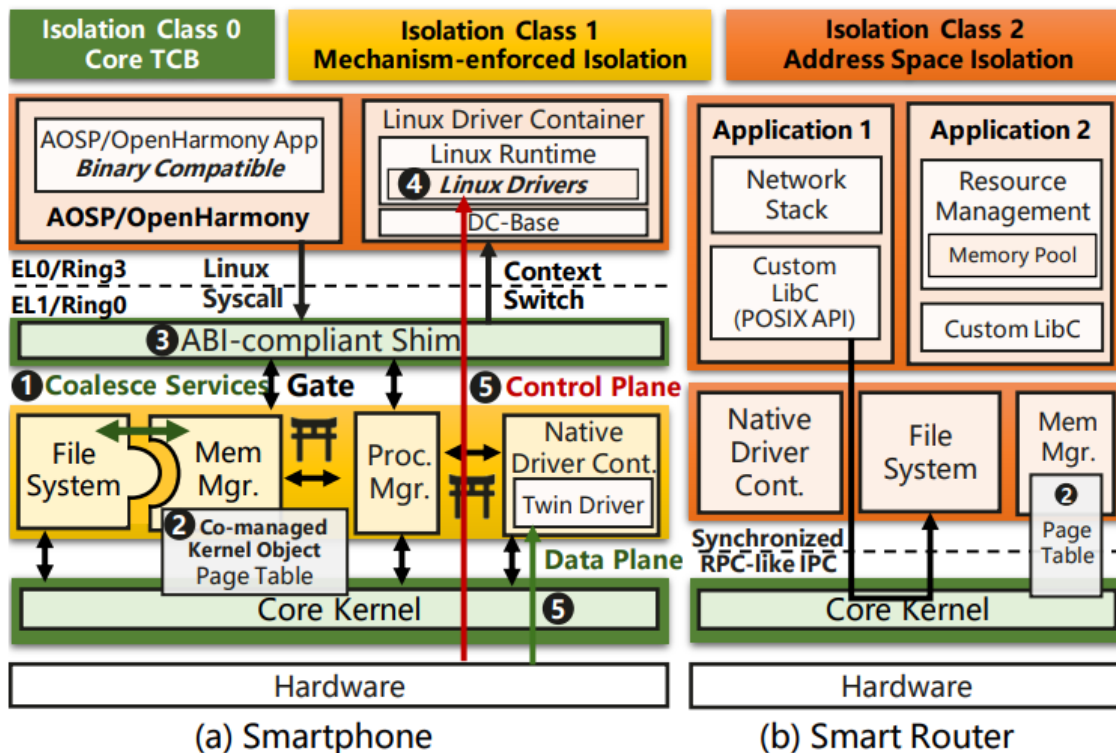 Isolation Class 0
Core TCB
Isolation Class 1
Mechanism-enforced Isolation
Isolation Class 2
Address Space Isolation
AOSP/OpenHarmony App
Binary Compatible
AOSP/OpenHarmony
Linux Driver Container
Linux Runtime
4 Linux Drivers
DC-Base
EL0/Ring3
EL1/Ring0
Linux
Syscall
Context
Switch
3 ABI-compliant Shim
1 Coalesce Services
Gate
5 Control Plane
File
System
Mem
Mgr.
Proc.
Mgr.
Native
Driver Cont.
Twin Driver
2 Co-managed
Kernel Object
Page Table
Data Plane
Core Kernel
5
Hardware
(a) Smartphone
Application 1
Network
Stack
Custom
LibC
(POSIX API)
Application 2
Resource
Management
Memory Pool
Custom LibC
Native
Driver
Cont.
File
System
Mem
Mgr.
2
Page
Table
Synchronized
RPC-like IPC
Core Kernel
Hardware
(b) Smart Router